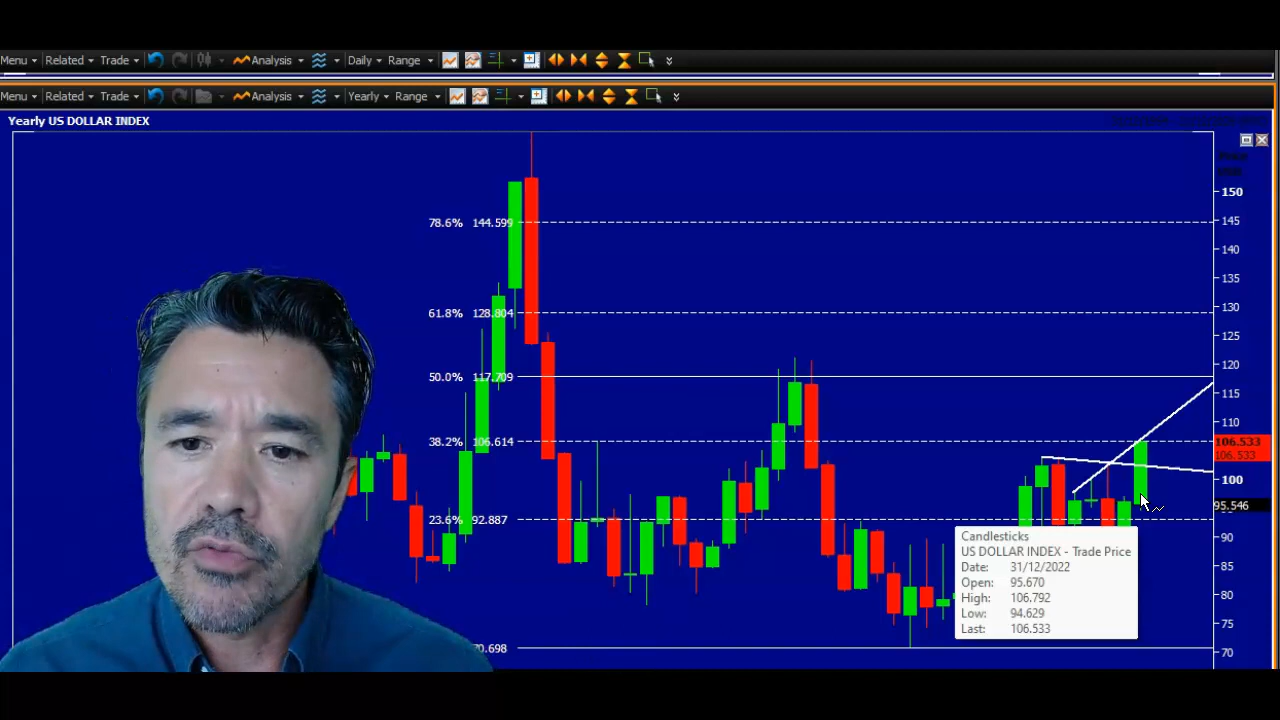 Menu Related Trade Analysis Daily Range
Menu Related Trade Analysis Yearly Range
Yearly US DOLLAR INDEX
150
78.6% 144.599
145
140
135
130
61.8% 128.804
125
120
50.0% 117.709
115
110
38.2% 106.614
106.533
106.533
100
95.546
23.6% 92.887
90
85
80
75
70
70.698
Candlesticks
US DOLLAR INDEX - Trade Price
Date: 31/12/2022
Open: 95.670
High: 106.792
Low: 94.629
Last: 106.533